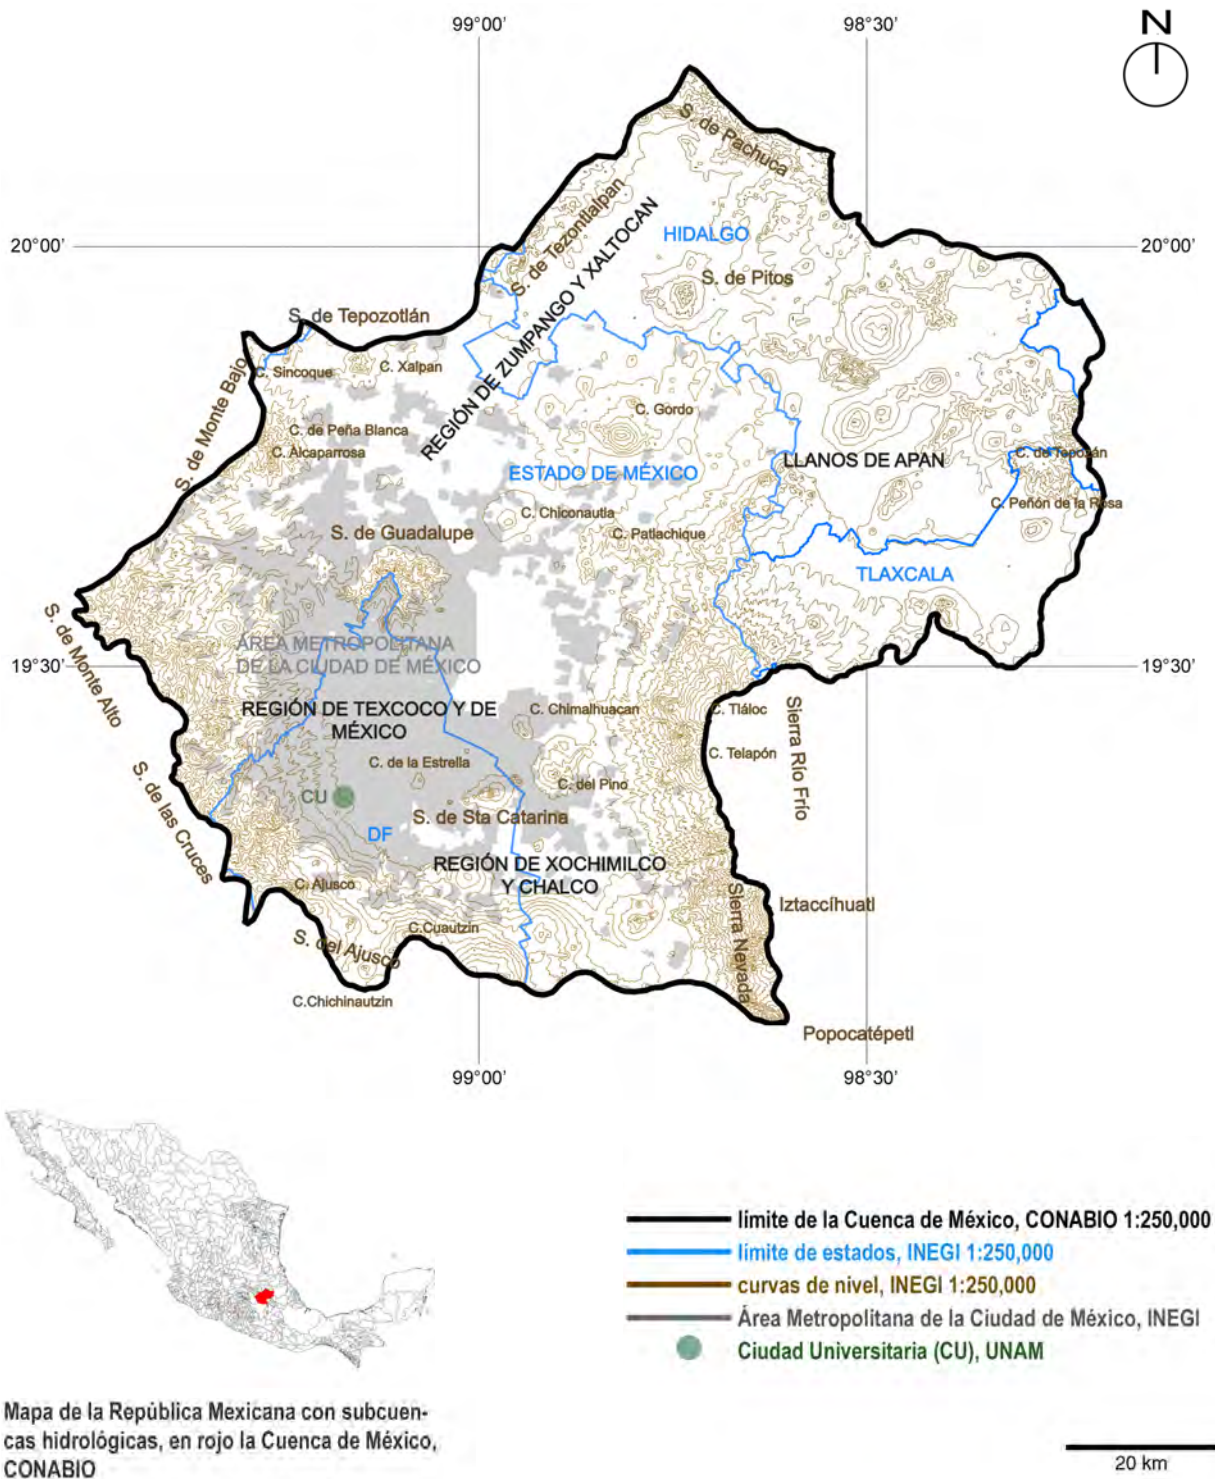 99°00'
98°30'
N
S. de Pachuca
S. de Tezontlalpan
HIDALGO
20°00'
20°00'
REGIÓN DE ZUMPANGO Y XALTOCAN
S. de Pitos
S. de Tepozotlán
C. Sincoque
C. Xalpan
S. de Monte Bajo
C. Gordo
C. de Peña Blanca
C. Alcaparrosa
ESTADO DE MÉXICO
LLANOS DE APAN
C. de Tepozán
C. Peñón de la Rosa
C. Chiconautla
S. de Guadalupe
C. Patlachique
TLAXCALA
S. de Monte Alto
ÁREA METROPOLITANA
DE LA CIUDAD DE MÉXICO
19°30'
19°30'
REGIÓN DE TEXCOCO Y DE
MÉXICO
C. Chimalhuacan
C. Tláloc
Sierra Río Frío
C. Telapón
C. de la Estrella
C. del Pino
S. de las Cruces
CU
S. de Sta Catarina
DF
REGIÓN DE XOCHIMILCO
Y CHALCO
C. Ajusco
Sierra Nevada
Iztaccíhuatl
C.Cuautzin
S. del Ajusco
C.Chichinautzin
Popocatépetl
99°00'
98°30'
límite de la Cuenca de México, CONABIO 1:250,000
límite de estados, INEGI 1:250,000
curvas de nivel, INEGI 1:250,000
Área Metropolitana de la Ciudad de México, INEGI
Ciudad Universitaria (CU), UNAM
Mapa de la República Mexicana con subcuen-
cas hidrológicas, en rojo la Cuenca de México,
CONABIO
20 km